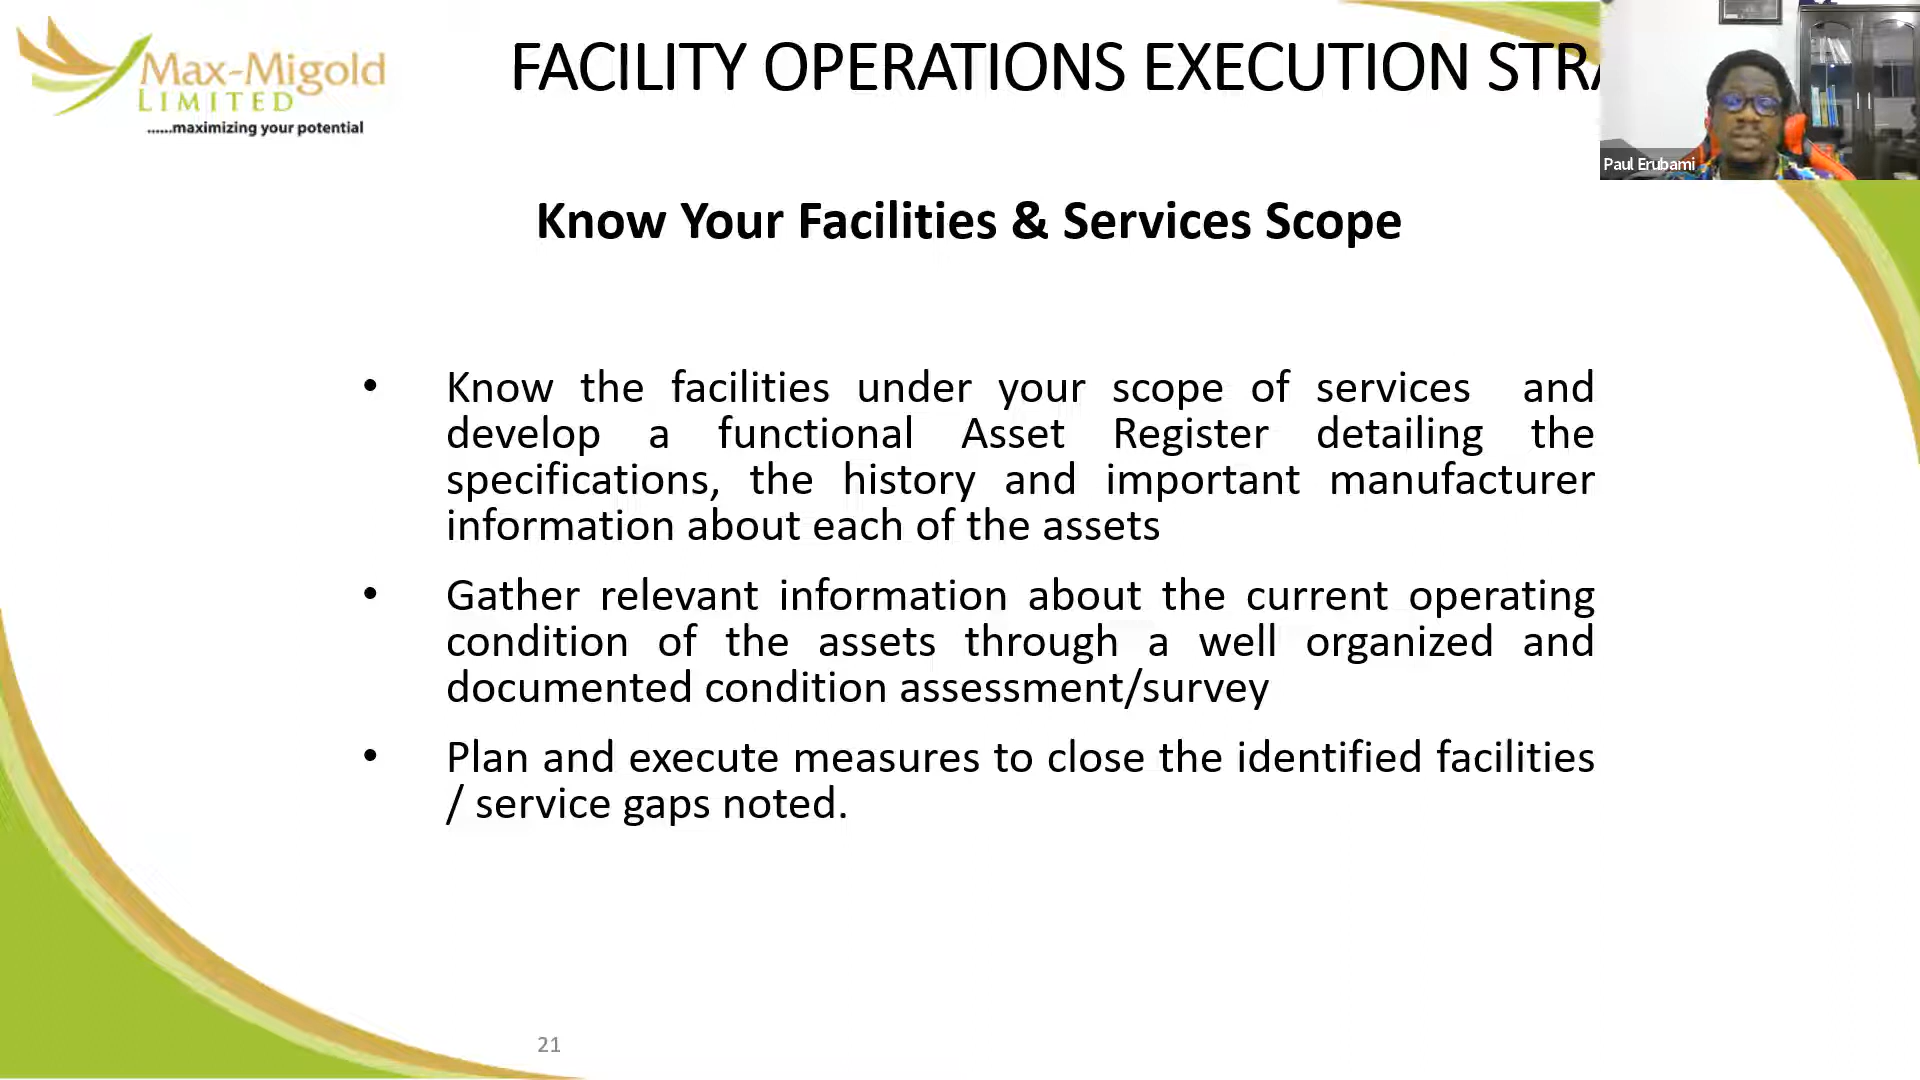 Max-Migold
LIMITED
......maximizing your potential
FACILITY OPERATIONS EXECUTION STRA
Paul Erubami
Know Your Facilities & Services Scope
• Know the facilities under your scope of services and
develop a functional Asset Register detailing the
specifications, the history and important manufacturer
information about each of the assets
• Gather relevant information about the current operating
condition of the assets through a well organized and
documented condition assessment/survey
• Plan and execute measures to close the identified facilities
/ service gaps noted.
21